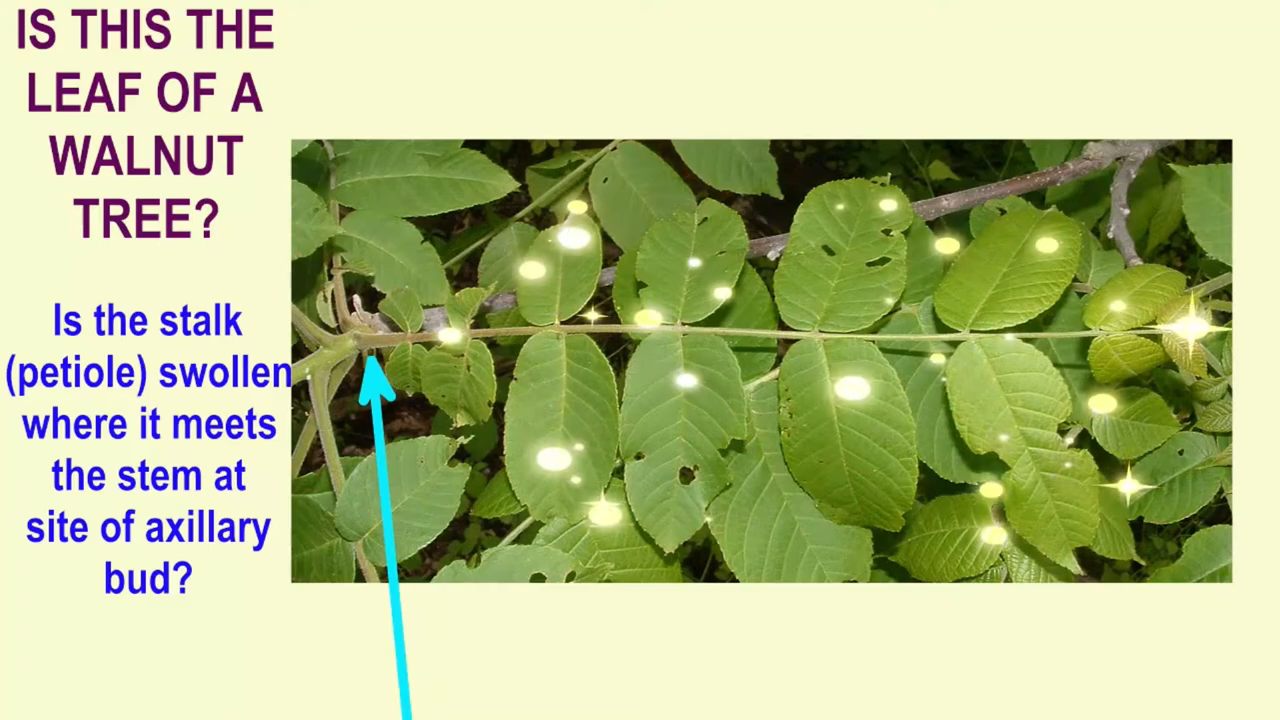 IS THIS THE
LEAF OF A
WALNUT
TREE?
Is the stalk
(petiole) swollen
where it meets
the stem at
site of axillary
bud?